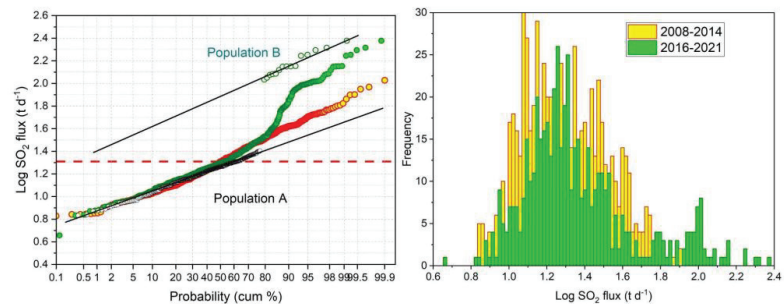 2.6
2.4
2.2
2.0
1.8
1.6
1.4
1.2
1.0
0.8
0.6
0.4
Log SO2 flux (t d-1)
Population B
Population A
0.1 0.5 1 2 5 10 20 30 40 50 60 70 80 90 95 98 99 99.5 99.9
Probability (cum %)
30
25
20
15
10
5
0
Frequency
2008-2014
2016-2021
0.6 0.8 1.0 1.2 1.4 1.6 1.8 2.0 2.2 2.4
Log SO2 flux (t d-1)